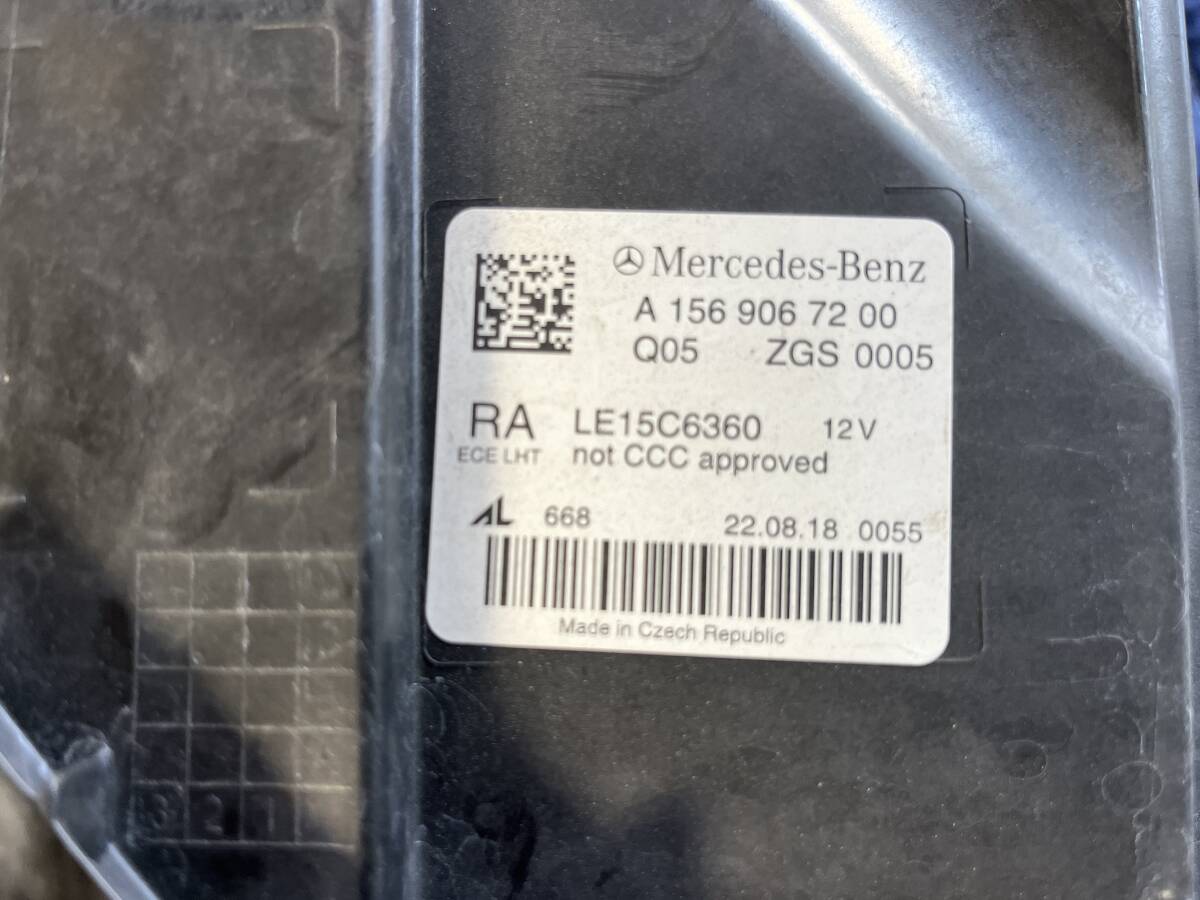 Mercedes-Benz
A 156 906 72 00
Q05 ZGS 0005
RA LE15C6360 12V
ECE LHT not CCC approved
AL 668 22.08.18 0055
Made in Czech Republic
3 2 1